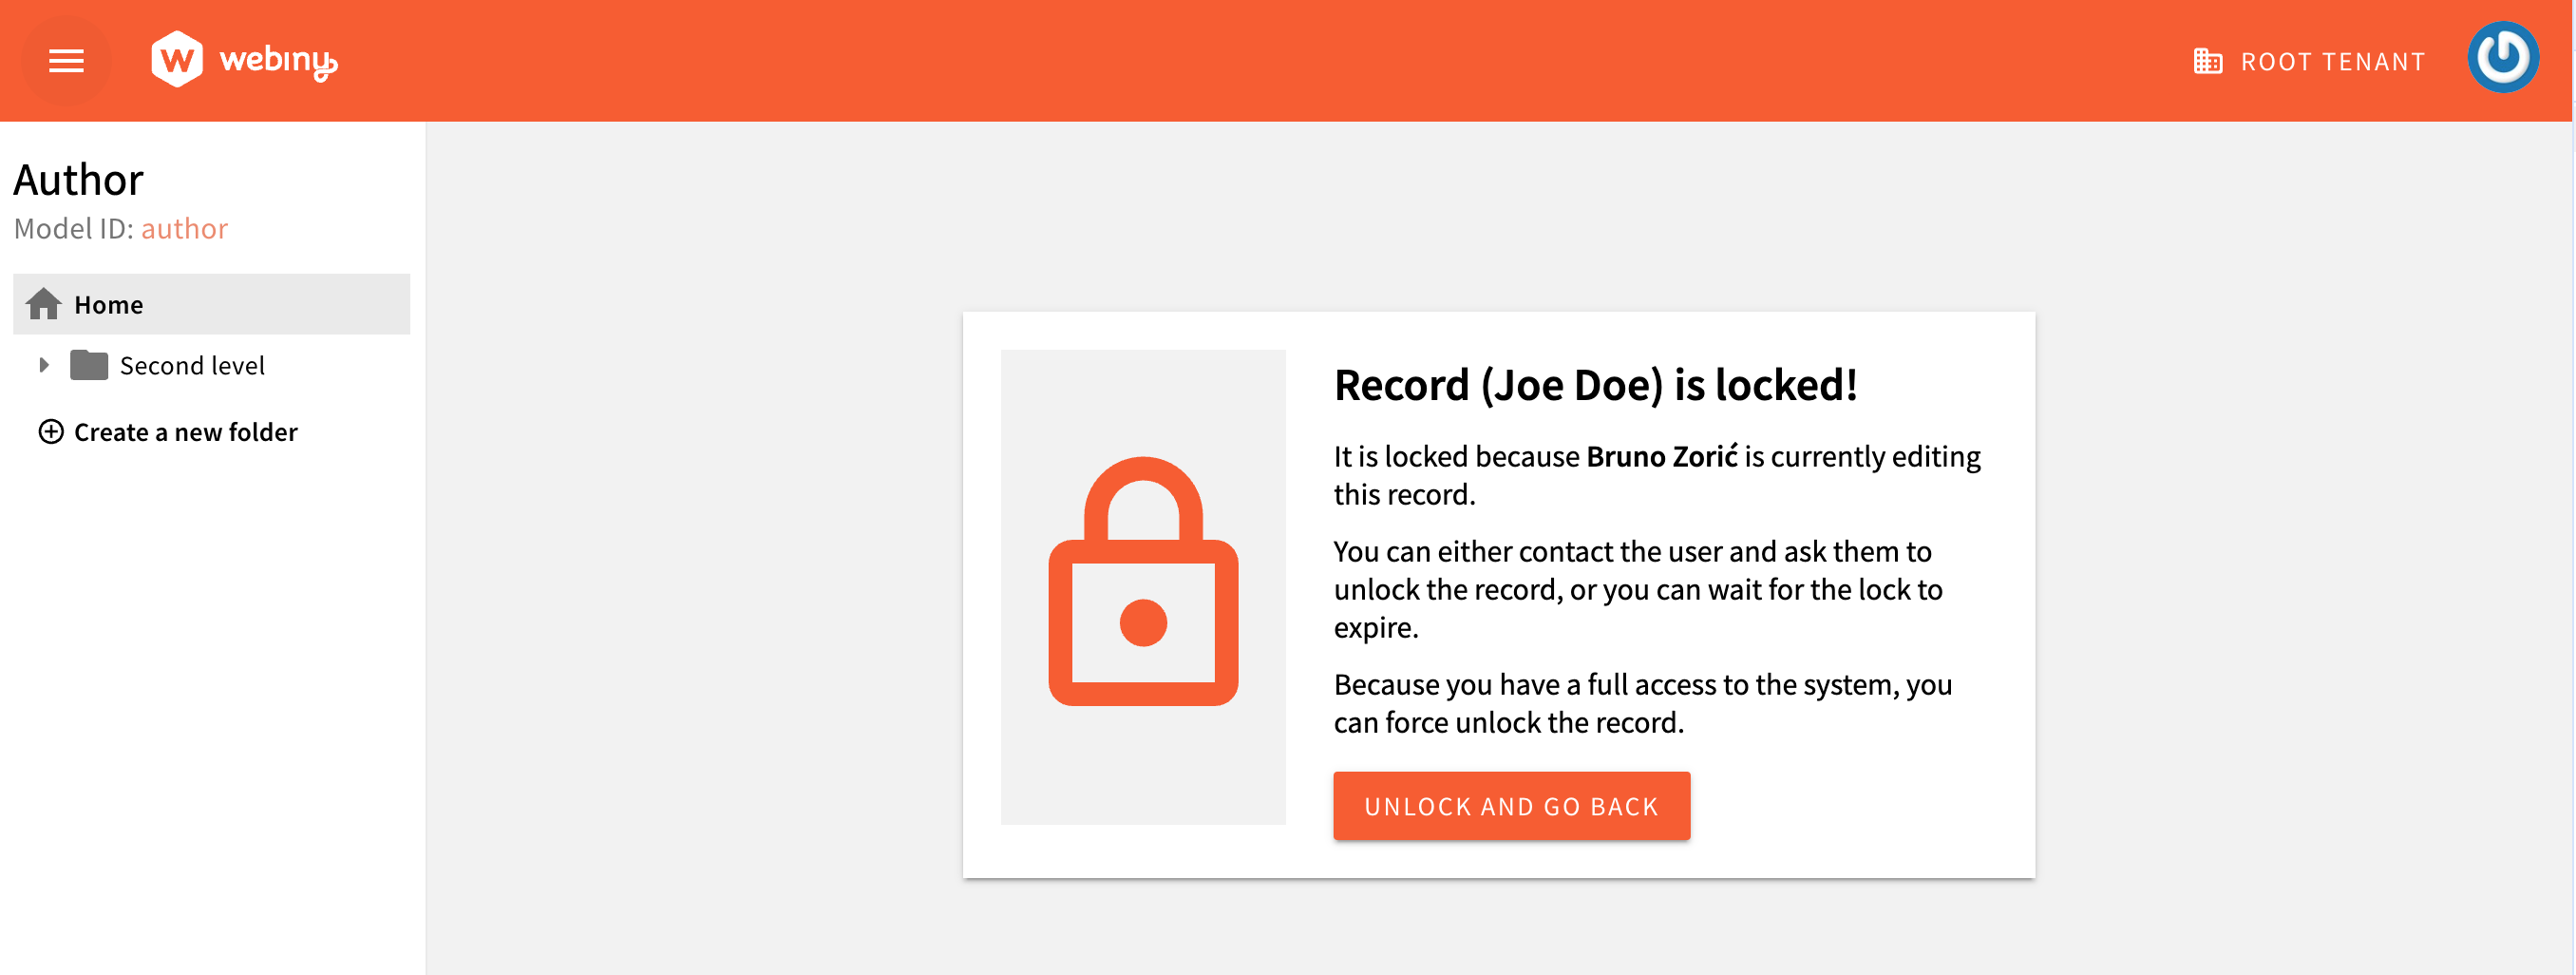 webiny
ROOT TENANT
Author
Model ID: author
Home
Second level
Create a new folder
Record (Joe Doe) is locked!
It is locked because Bruno Zorić is currently editing
this record.
You can either contact the user and ask them to
unlock the record, or you can wait for the lock to
expire.
Because you have a full access to the system, you
can force unlock the record.
UNLOCK AND GO BACK